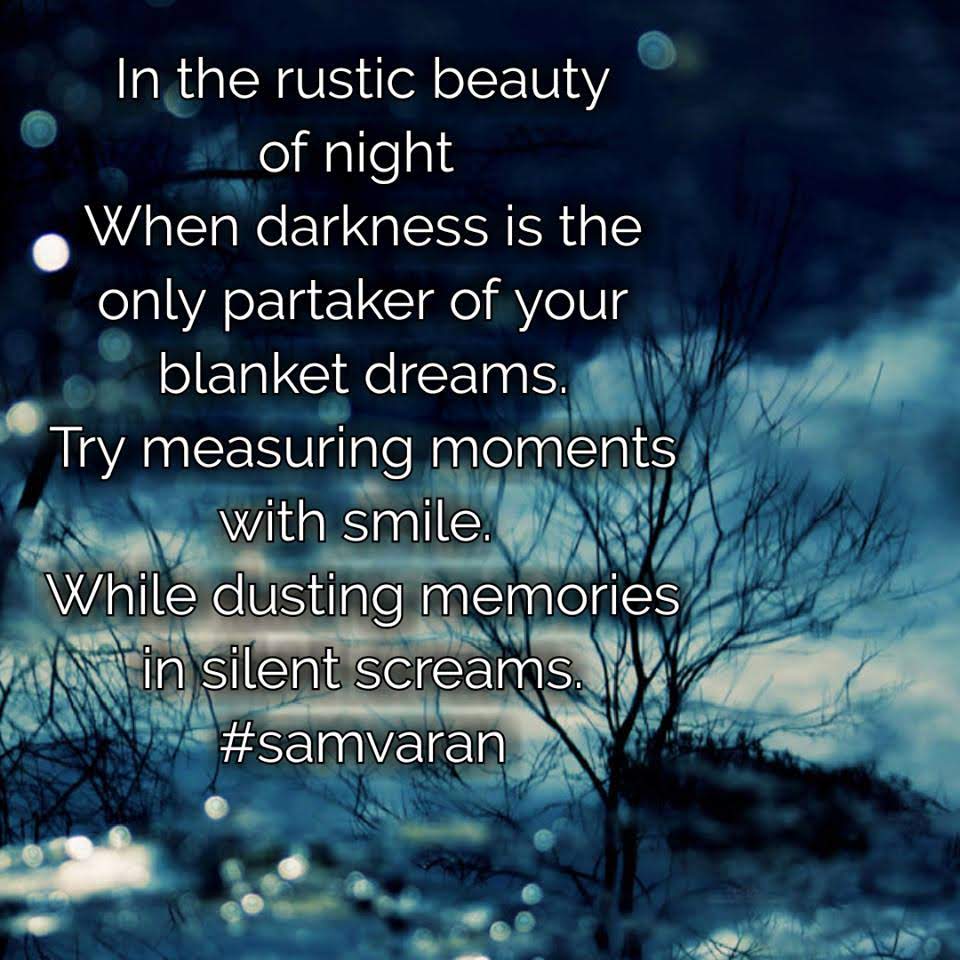 In the rustic beauty
of night
When darkness is the
only partaker of your
blanket dreams.
Try measuring moments
with smile.
While dusting memories
in silent screams.
#samvaran